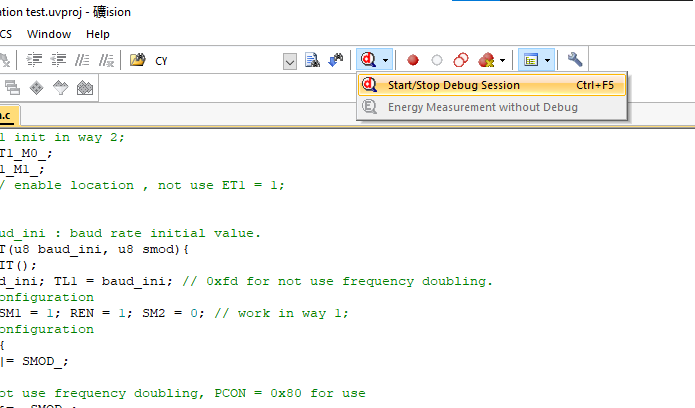 ation test.uvproj - 礦ision
CS Window Help
CY
Start/Stop Debug Session Ctrl+F5
Energy Measurement without Debug
.c
1 init in way 2;
T1_M0_;
1_M1_;
/ enable location , not use ET1 = 1;
ud_ini : baud rate initial value.
T(u8 baud_ini, u8 smod){
IT();
d_ini; TL1 = baud_ini; // 0xfd for not use frequency doubling.
onfiguration
SM1 = 1; REN = 1; SM2 = 0; // work in way 1;
onfiguration
{
|= SMOD_;
ot use frequency doubling, PCON = 0x80 for use